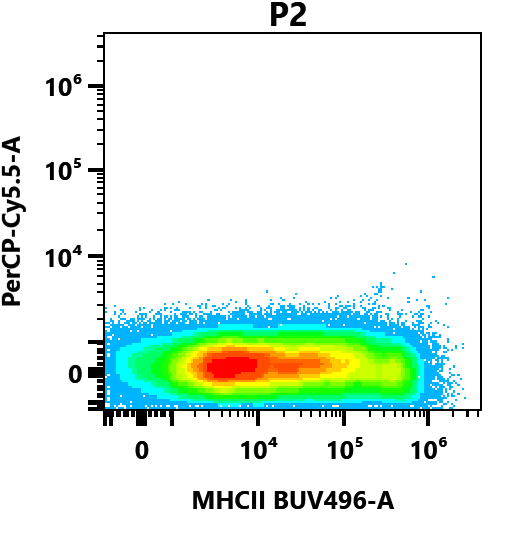 P2
PerCP-Cy5.5-A
10⁶
10⁵
10⁴
0
0 10⁴ 10⁵ 10⁶
MHCII BUV496-A